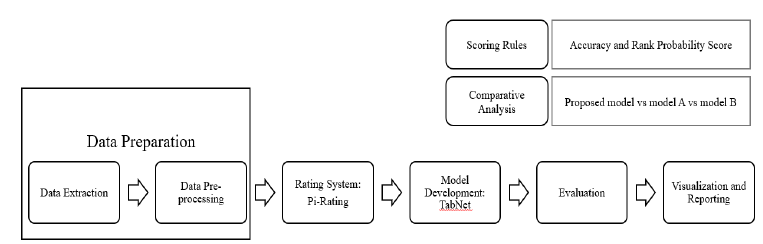 Scoring Rules
Accuracy and Rank Probability Score
Comparative
Analysis
Proposed model vs model A vs model B
Data Preparation
Data Extraction
Data Pre-
processing
Rating System:
Pi-Rating
Model
Development:
TabNet
Evaluation
Visualization and
Reporting